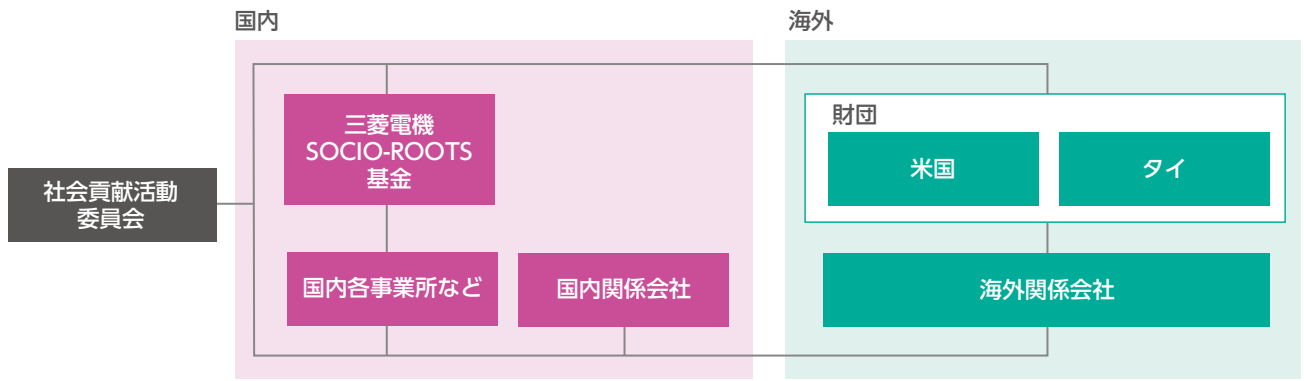 国内
海外
社会貢献活動
委員会
三菱電機
SOCIO-ROOTS
基金
国内各事業所など
国内関係会社
財団
米国
タイ
海外関係会社